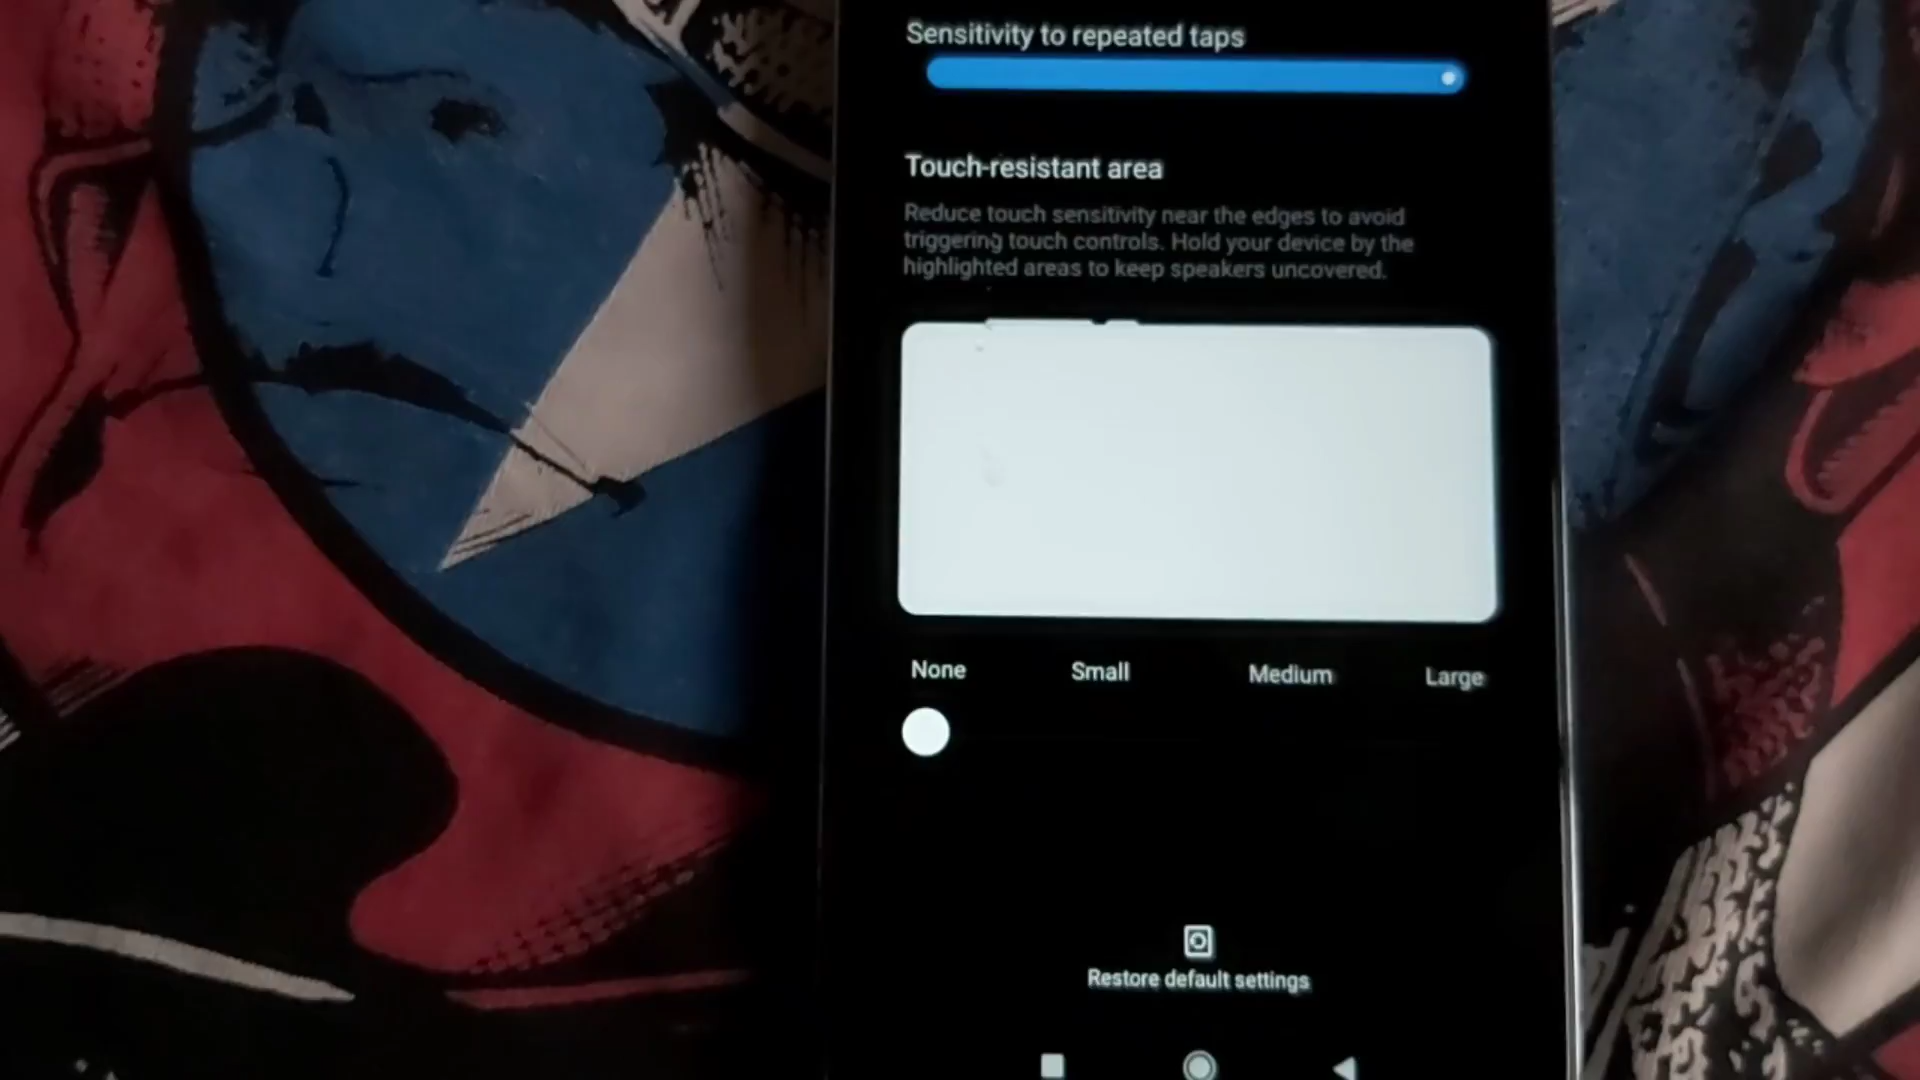 Sensitivity to repeated taps
Touch-resistant area
Reduce touch sensitivity near the edges to avoid
triggering touch controls. Hold your device by the
highlighted areas to keep speakers uncovered.
None Small Medium Large
Restore default settings